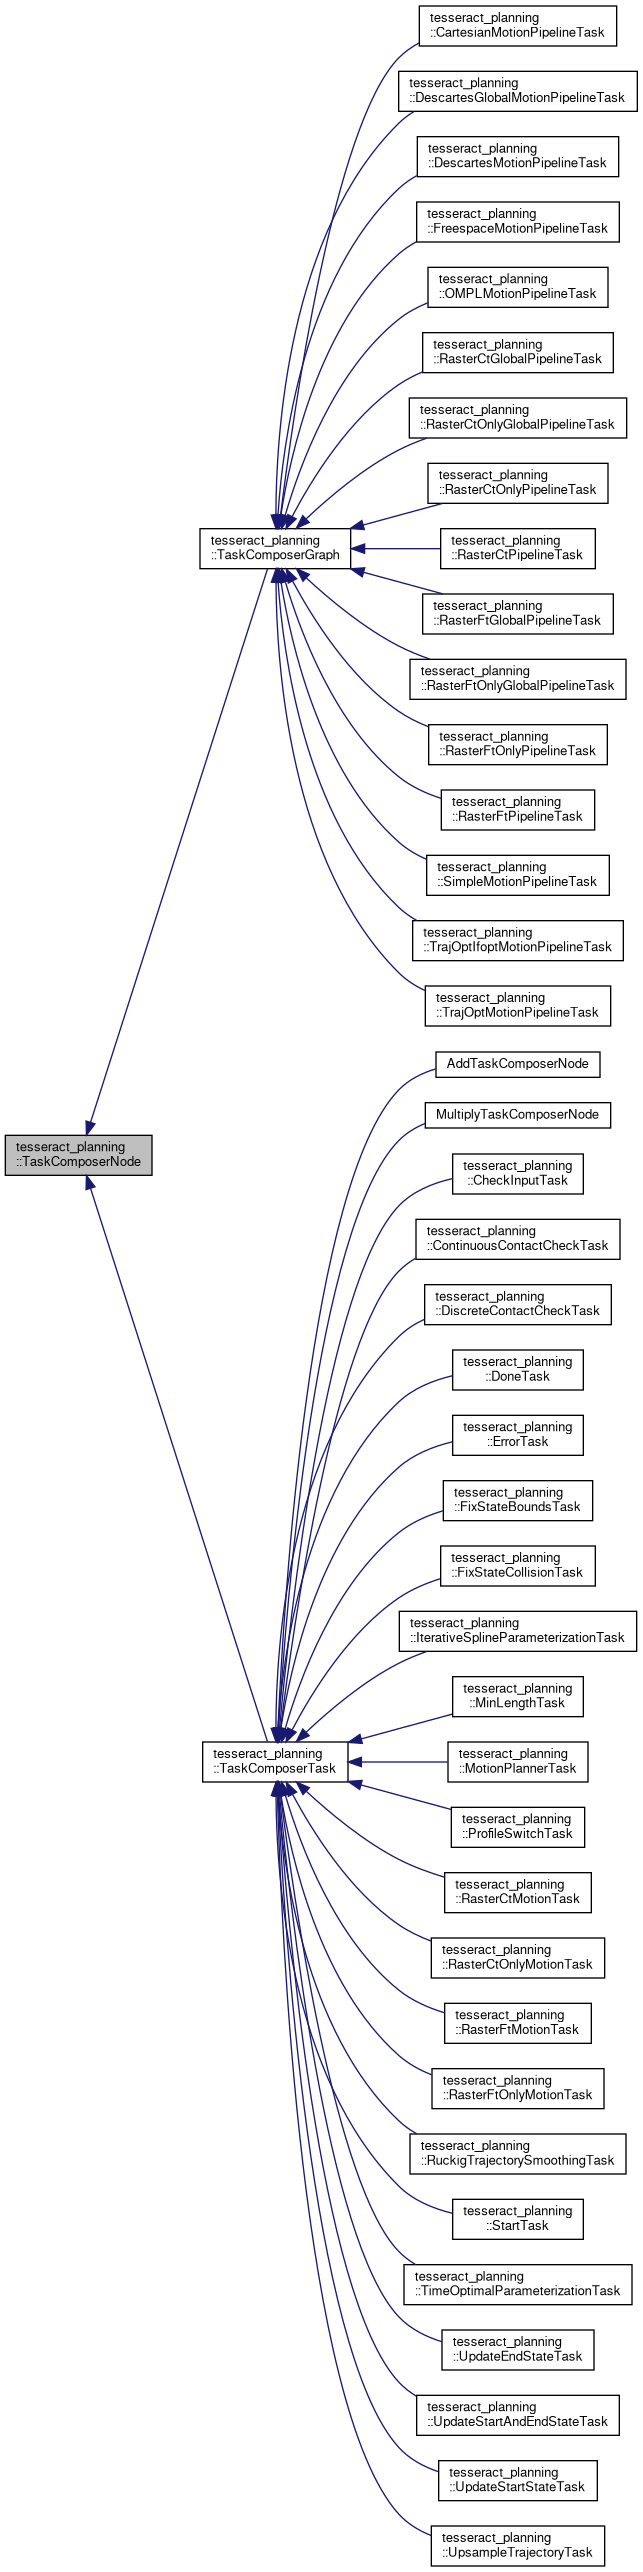 tesseract_planning
::CartesianMotionPipelineTask
tesseract_planning
::DescartesGlobalMotionPipelineTask
tesseract_planning
::DescartesMotionPipelineTask
tesseract_planning
::FreespaceMotionPipelineTask
tesseract_planning
::OMPLMotionPipelineTask
tesseract_planning
::RasterCtGlobalPipelineTask
tesseract_planning
::RasterCtOnlyGlobalPipelineTask
tesseract_planning
::RasterCtOnlyPipelineTask
tesseract_planning
::TaskComposerGraph
tesseract_planning
::RasterCtPipelineTask
tesseract_planning
::RasterFtGlobalPipelineTask
tesseract_planning
::RasterFtOnlyGlobalPipelineTask
tesseract_planning
::RasterFtOnlyPipelineTask
tesseract_planning
::RasterFtPipelineTask
tesseract_planning
::SimpleMotionPipelineTask
tesseract_planning
::TrajOptIfoptMotionPipelineTask
tesseract_planning
::TrajOptMotionPipelineTask
AddTaskComposerNode
MultiplyTaskComposerNode
tesseract_planning
::TaskComposerNode
tesseract_planning
::CheckInputTask
tesseract_planning
::ContinuousContactCheckTask
tesseract_planning
::DiscreteContactCheckTask
tesseract_planning
::DoneTask
tesseract_planning
::ErrorTask
tesseract_planning
::FixStateBoundsTask
tesseract_planning
::FixStateCollisionTask
tesseract_planning
::IterativeSplineParameterizationTask
tesseract_planning
::MinLengthTask
tesseract_planning
::TaskComposerTask
tesseract_planning
::MotionPlannerTask
tesseract_planning
::ProfileSwitchTask
tesseract_planning
::RasterCtMotionTask
tesseract_planning
::RasterCtOnlyMotionTask
tesseract_planning
::RasterFtMotionTask
tesseract_planning
::RasterFtOnlyMotionTask
tesseract_planning
::RuckigTrajectorySmoothingTask
tesseract_planning
::StartTask
tesseract_planning
::TimeOptimalParameterizationTask
tesseract_planning
::UpdateEndStateTask
tesseract_planning
::UpdateStartAndEndStateTask
tesseract_planning
::UpdateStartStateTask
tesseract_planning
::UpsampleTrajectoryTask